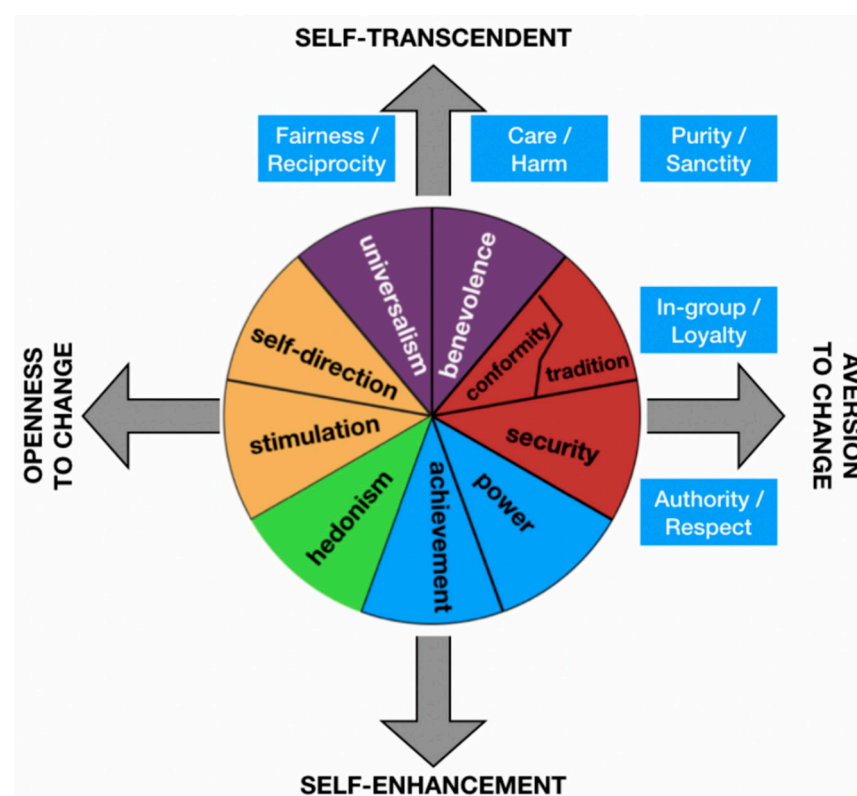 SELF-TRANSCENDENT
Fairness /
Reciprocity
Care /
Harm
Purity /
Sanctity
universalism
benevolence
self-direction
conformity
tradition
In-group /
Loyalty
OPENNESS
TO CHANGE
AVERSION
TO CHANGE
stimulation
security
hedonism
achievement
power
Authority /
Respect
SELF-ENHANCEMENT